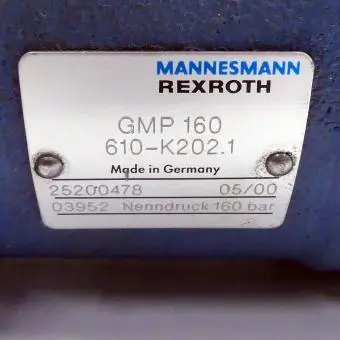 MANNESMANN
REXROTH
GMP 160
610-K202.1
Made in Germany
25200478 05/00
03952 Nenndruck 160 bar